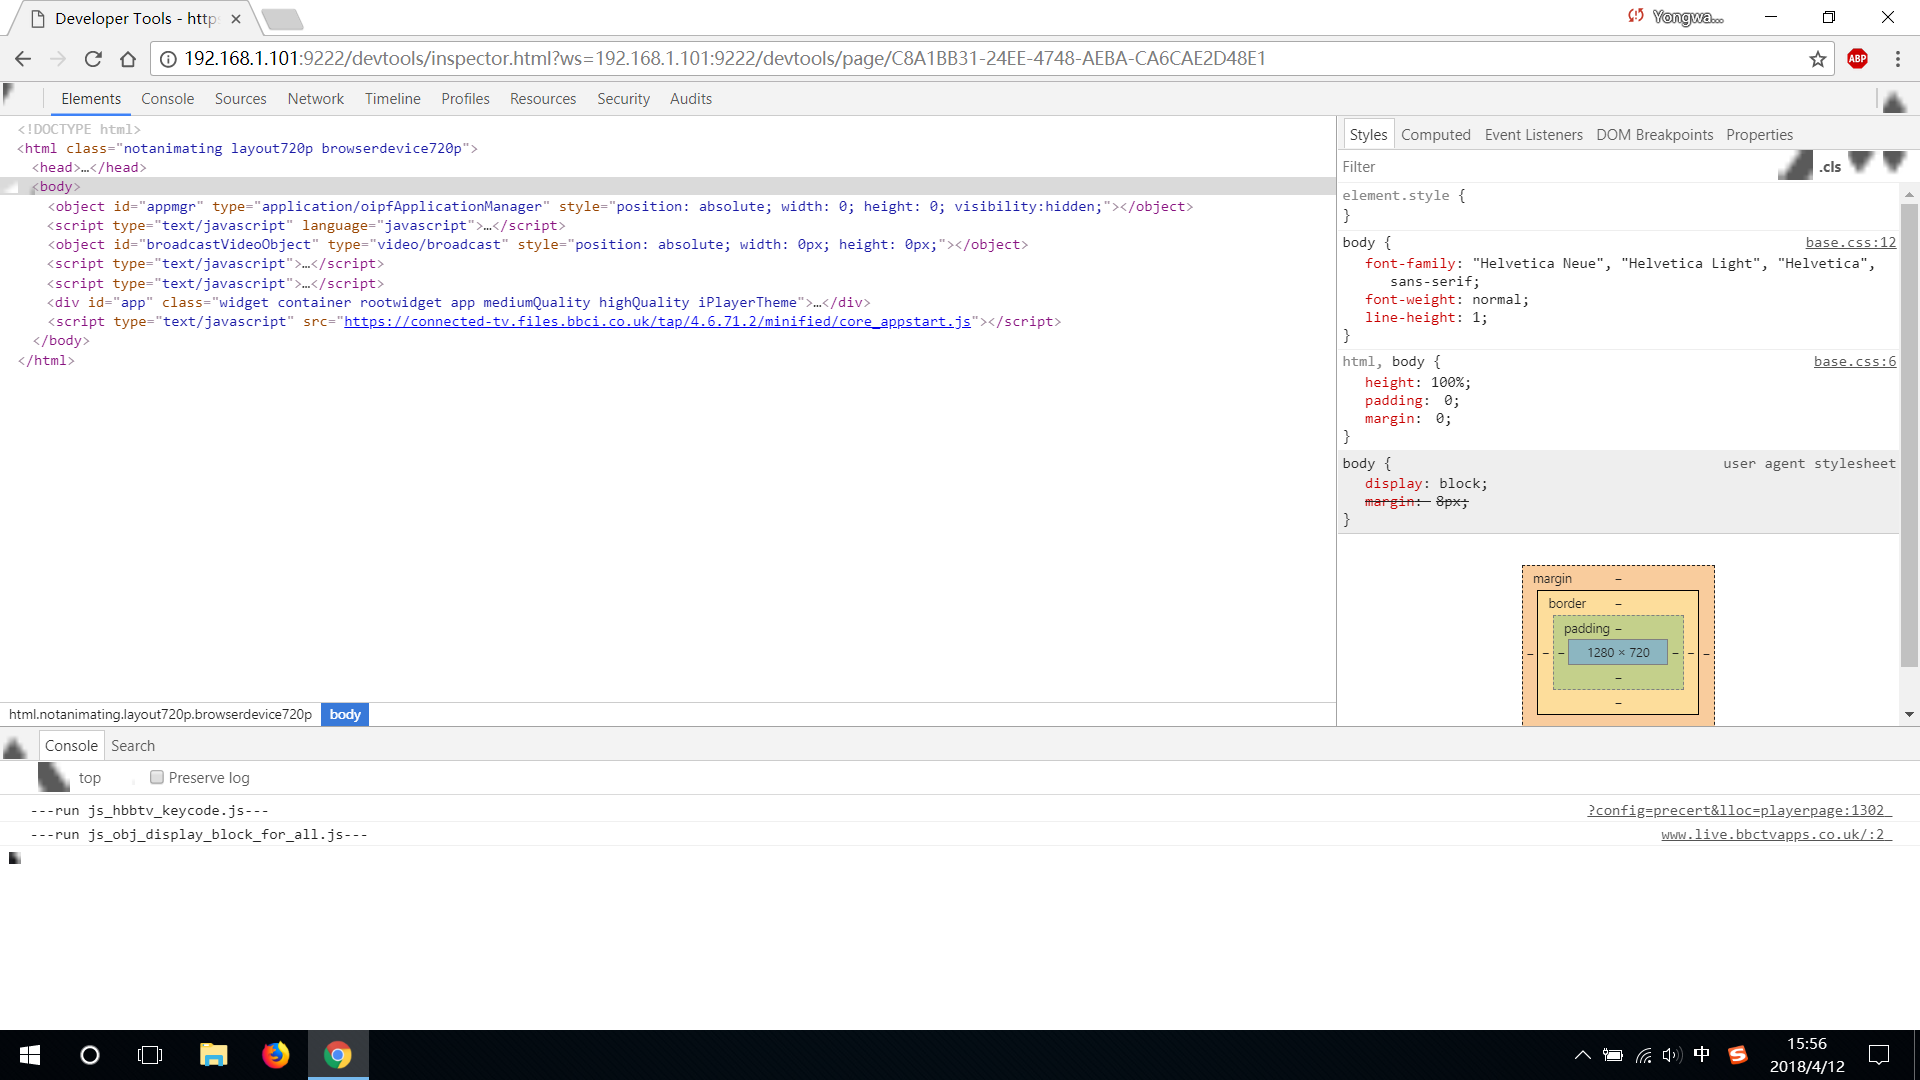 Developer Tools - http
Yongwa...
192.168.1.101:9222/devtools/inspector.html?ws=192.168.1.101:9222/devtools/page/C8A1BB31-24EE-4748-AEBA-CA6CAE2D48E1
ABP
Elements Console Sources Network Timeline Profiles Resources Security Audits
<!DOCTYPE html>
<html class="notanimating layout720p browserdevice720p">
<head>…</head>
<body>
<object id="appmgr" type="application/oipfApplicationManager" style="position: absolute; width: 0; height: 0; visibility:hidden;"></object>
<script type="text/javascript" language="javascript">…</script>
<object id="broadcastVideoObject" type="video/broadcast" style="position: absolute; width: 0px; height: 0px;"></object>
<script type="text/javascript">…</script>
<script type="text/javascript">…</script>
<div id="app" class="widget container rootwidget app mediumQuality highQuality iPlayerTheme">…</div>
<script type="text/javascript" src="https://connected-tv.files.bbci.co.uk/tap/4.6.71.2/minified/core_appstart.js"></script>
</body>
</html>
html.notanimating.layout720p.browserdevice720p body
Styles Computed Event Listeners DOM Breakpoints Properties
Filter .cls
element.style {
}
body { base.css:12
font-family: "Helvetica Neue", "Helvetica Light", "Helvetica",
sans-serif;
font-weight: normal;
line-height: 1;
}
html, body { base.css:6
height: 100%;
padding: 0;
margin: 0;
}
body { user agent stylesheet
display: block;
margin: 8px;
}
margin –
border –
padding –
– – – 1280 × 720 – – –
–
–
Console Search
top Preserve log
---run js_hbbtv_keycode.js--- ?config=precert&lloc=playerpage:1302
---run js_obj_display_block_for_all.js--- www.live.bbctvapps.co.uk/:2
中 S 15:56
2018/4/12